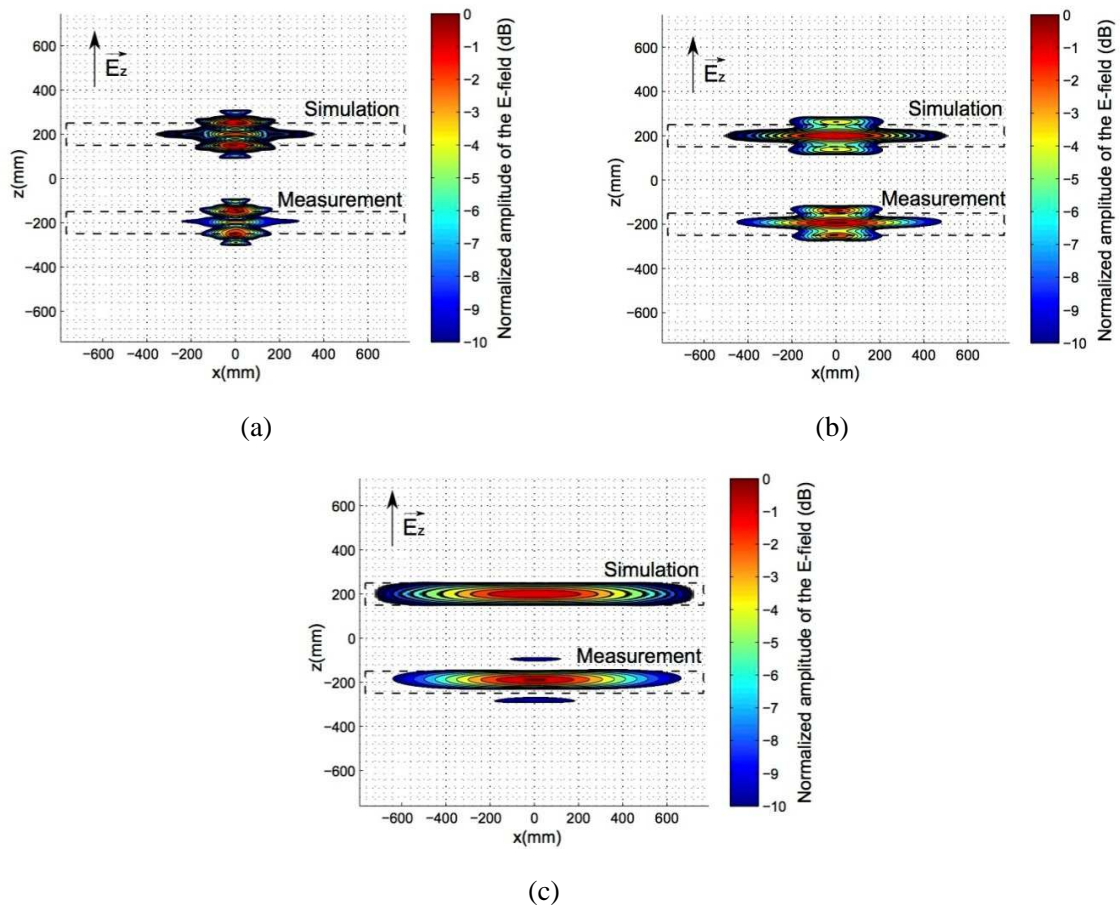 600
400
200
0
−200
−400
−600
z(mm)
Ez
Simulation
Measurement
−600 −400 −200 0 200 400 600
x(mm)
0
−1
−2
−3
−4
−5
−6
−7
−8
−9
−10
Normalized amplitude of the E-field (dB)
600
400
200
0
−200
−400
−600
z(mm)
Ez
Simulation
Measurement
−600 −400 −200 0 200 400 600
x(mm)
0
−1
−2
−3
−4
−5
−6
−7
−8
−9
−10
Normalized amplitude of the E-field (dB)
(a)
(b)
600
400
200
0
−200
−400
−600
z(mm)
Ez
Simulation
Measurement
−600 −400 −200 0 200 400 600
x(mm)
0
−1
−2
−3
−4
−5
−6
−7
−8
−9
−10
Normalized amplitude of the E-field (dB)
(c)